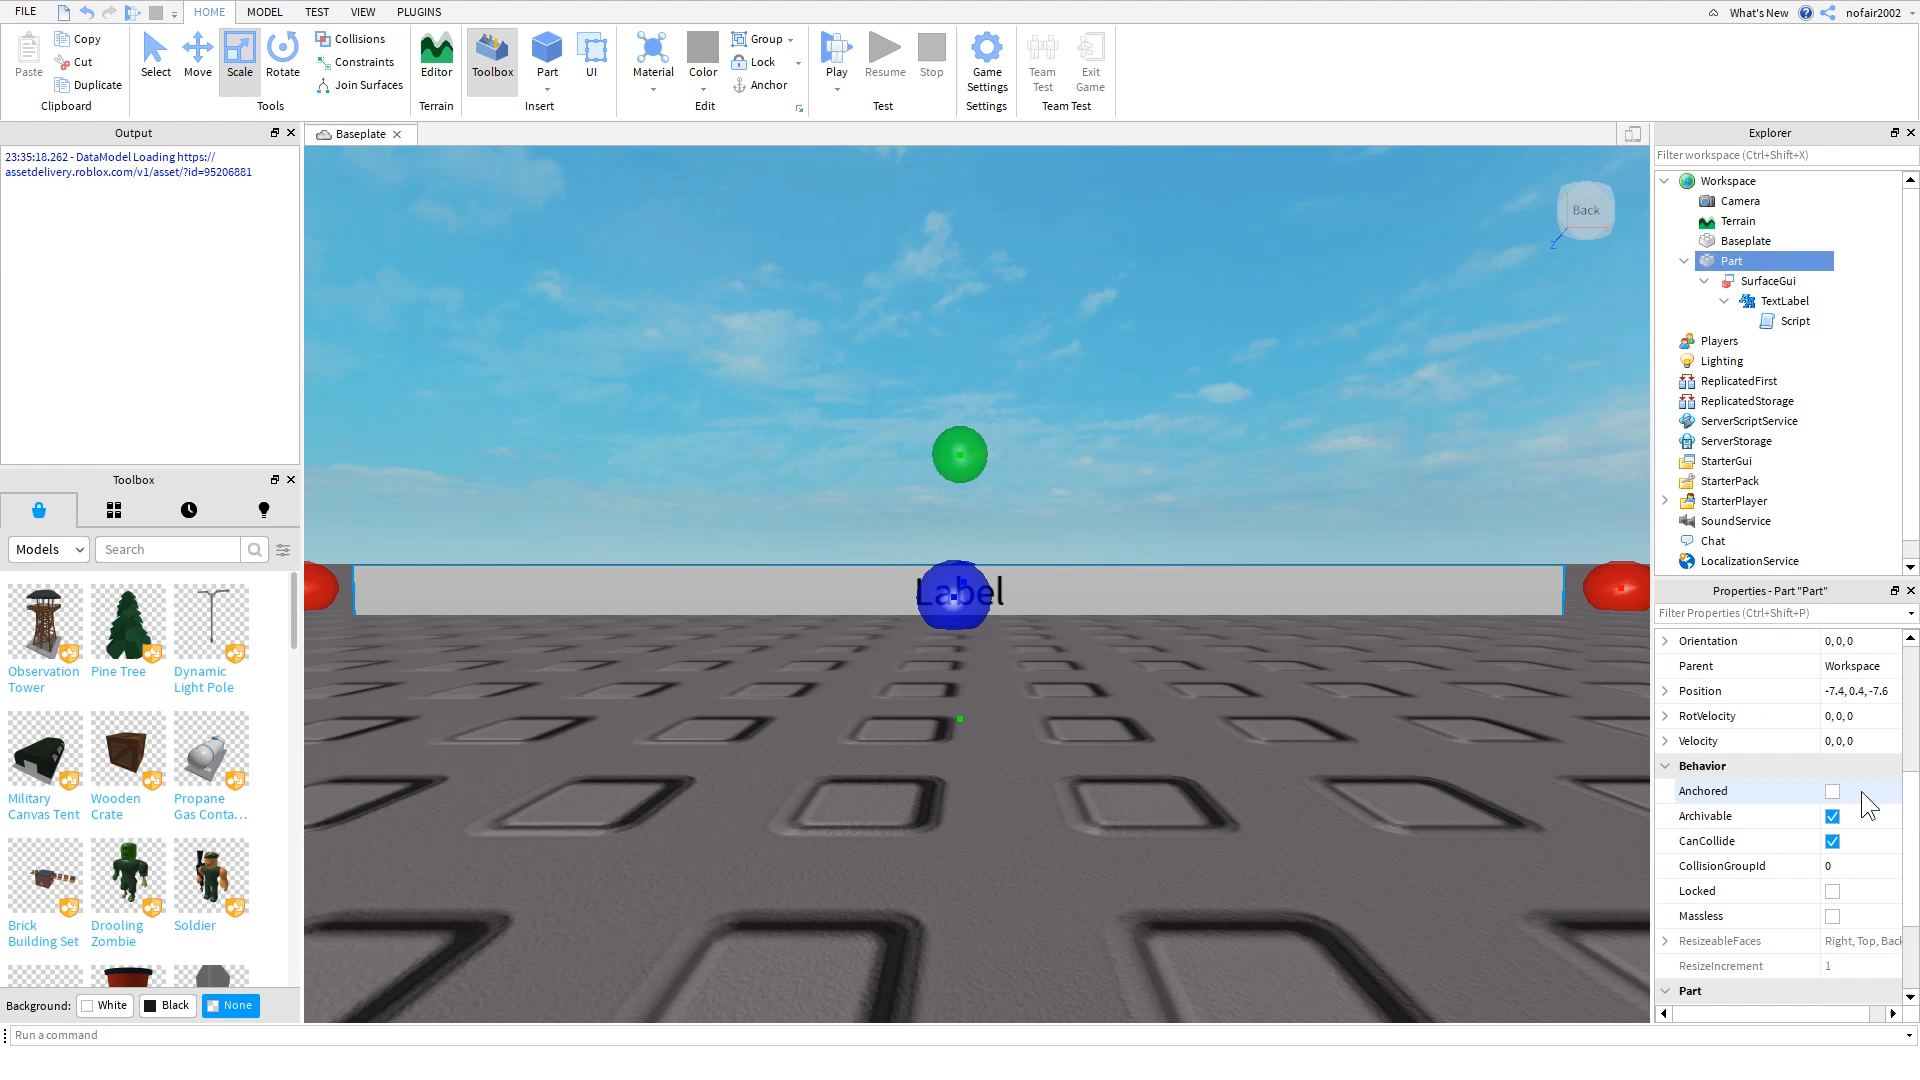 FILE
HOME
MODEL
TEST
VIEW
PLUGINS
What's New
nofair2002
Paste
Copy
Cut
Duplicate
Clipboard
Select
Move
Scale
Rotate
Collisions
Constraints
Join Surfaces
Tools
Editor
Terrain
Toolbox
Part
UI
Insert
Material
Color
Group
Lock
Anchor
Edit
Play
Resume
Stop
Test
Game
Settings
Settings
Team
Test
Exit
Game
Team Test
Output
23:35:18.262 - DataModel Loading https://
assetdelivery.roblox.com/v1/asset/?id=95206881
Toolbox
Models
Search
Observation
Tower
Pine Tree
Dynamic
Light Pole
Military
Canvas Tent
Wooden
Crate
Propane
Gas Conta...
Brick
Building Set
Drooling
Zombie
Soldier
Background:
White
Black
None
Run a command
Baseplate
Back
Z
Label
Explorer
Filter workspace (Ctrl+Shift+X)
Workspace
Camera
Terrain
Baseplate
Part
SurfaceGui
TextLabel
Script
Players
Lighting
ReplicatedFirst
ReplicatedStorage
ServerScriptService
ServerStorage
StarterGui
StarterPack
StarterPlayer
SoundService
Chat
LocalizationService
Properties - Part "Part"
Filter Properties (Ctrl+Shift+P)
Orientation 0, 0, 0
Parent Workspace
Position -7.4, 0.4, -7.6
RotVelocity 0, 0, 0
Velocity 0, 0, 0
Behavior
Anchored
Archivable
CanCollide
CollisionGroupId 0
Locked
Massless
ResizeableFaces Right, Top, Back
ResizeIncrement 1
Part